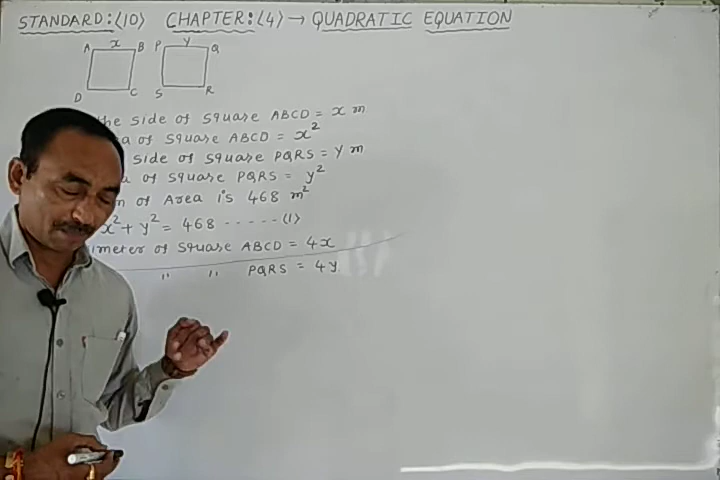 STANDARD:⟨10⟩ CHAPTER:⟨4⟩ → QUADRATIC EQUATION
A x B P y Q
D C S R
the side of square ABCD = x m
of square ABCD = x²
side of square PQRS = y m
of square PQRS = y²
of Area is 468 m²
x² + y² = 468 - - - - - - ⟨1⟩
of square ABCD = 4x
" " PQRS = 4y.